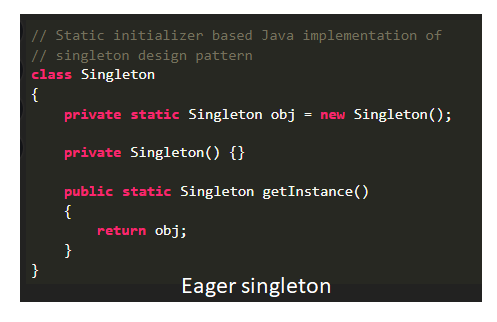 // Static initializer based Java implementation of
// singleton design pattern
class Singleton
{
    private static Singleton obj = new Singleton();

    private Singleton() {}

    public static Singleton getInstance()
    {
        return obj;
    }
}
Eager singleton